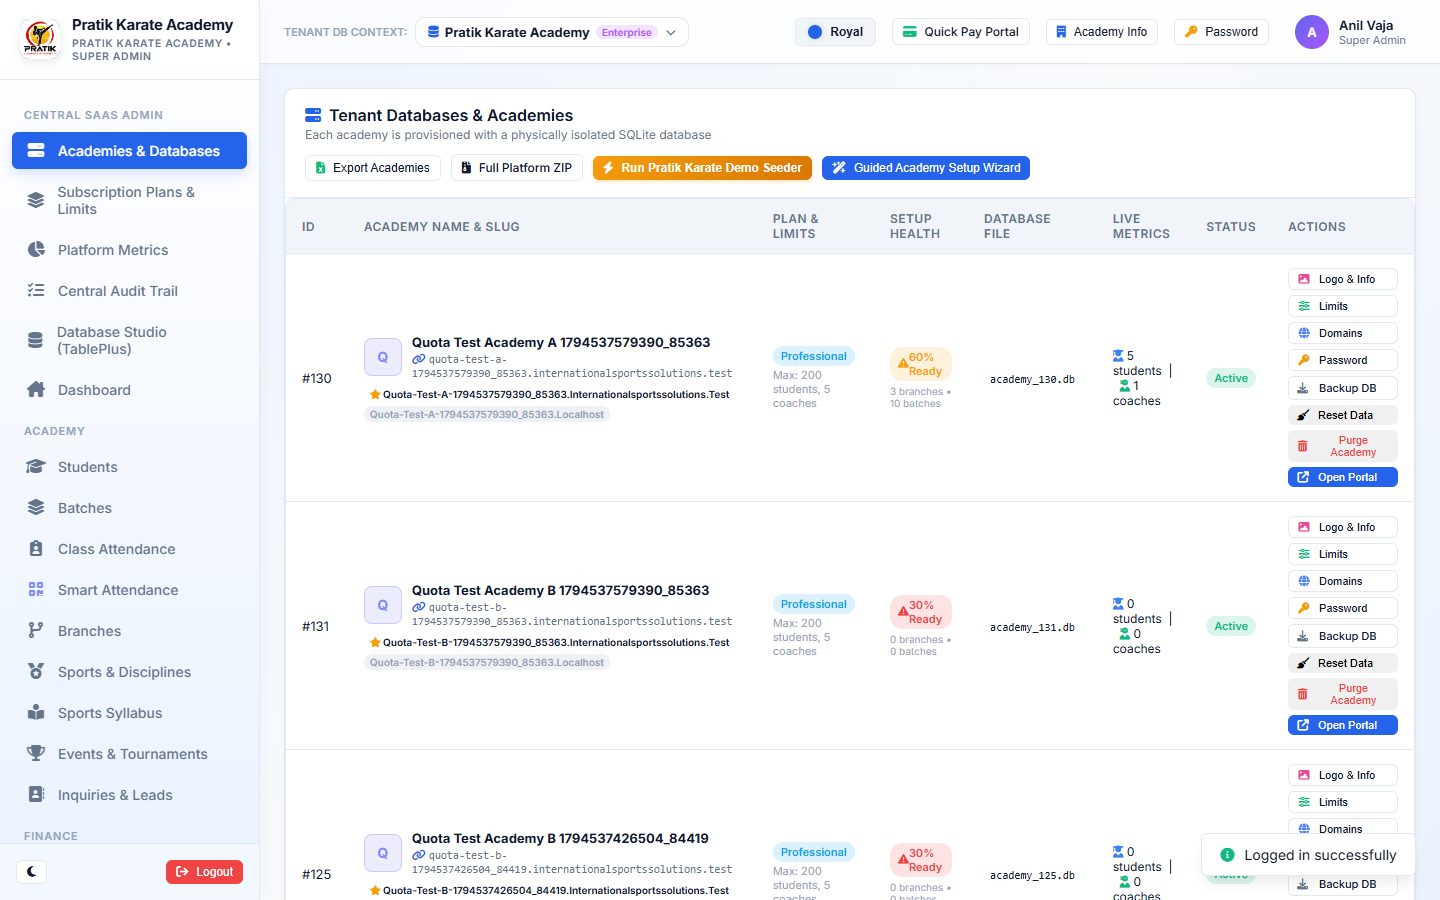 Pratik Karate Academy
PRATIK KARATE ACADEMY •
SUPER ADMIN
PRATIK
TENANT DB CONTEXT:
Pratik Karate Academy Enterprise
Royal
Quick Pay Portal
Academy Info
Password
A
Anil Vaja
Super Admin
CENTRAL SAAS ADMIN
Academies & Databases
Subscription Plans &
Limits
Platform Metrics
Central Audit Trail
Database Studio
(TablePlus)
Dashboard
ACADEMY
Students
Batches
Class Attendance
Smart Attendance
Branches
Sports & Disciplines
Sports Syllabus
Events & Tournaments
Inquiries & Leads
FINANCE
Logout
Tenant Databases & Academies
Each academy is provisioned with a physically isolated SQLite database
Export Academies
Full Platform ZIP
Run Pratik Karate Demo Seeder
Guided Academy Setup Wizard
ID
ACADEMY NAME & SLUG
PLAN &
LIMITS
SETUP
HEALTH
DATABASE
FILE
LIVE
METRICS
STATUS
ACTIONS
#130
Q
Quota Test Academy A 1794537579390_85363
quota-test-a-
1794537579390_85363.internationalsportssolutions.test
Quota-Test-A-1794537579390_85363.Internationalsportssolutions.Test
Quota-Test-A-1794537579390_85363.Localhost
Professional
Max: 200
students, 5
coaches
60%
Ready
3 branches •
10 batches
academy_130.db
5
students |
1
coaches
Active
Logo & Info
Limits
Domains
Password
Backup DB
Reset Data
Purge
Academy
Open Portal
#131
Q
Quota Test Academy B 1794537579390_85363
quota-test-b-
1794537579390_85363.internationalsportssolutions.test
Quota-Test-B-1794537579390_85363.Internationalsportssolutions.Test
Quota-Test-B-1794537579390_85363.Localhost
Professional
Max: 200
students, 5
coaches
30%
Ready
0 branches •
0 batches
academy_131.db
0
students |
0
coaches
Active
Logo & Info
Limits
Domains
Password
Backup DB
Reset Data
Purge
Academy
Open Portal
#125
Q
Quota Test Academy B 1794537426504_84419
quota-test-b-
1794537426504_84419.internationalsportssolutions.test
Quota-Test-B-1794537426504_84419.Internationalsportssolutions.Test
Professional
Max: 200
students, 5
coaches
30%
Ready
0 branches •
0 batches
academy_125.db
0
students |
0
coaches
Logo & Info
Limits
Domains
Logged in successfully
Backup DB